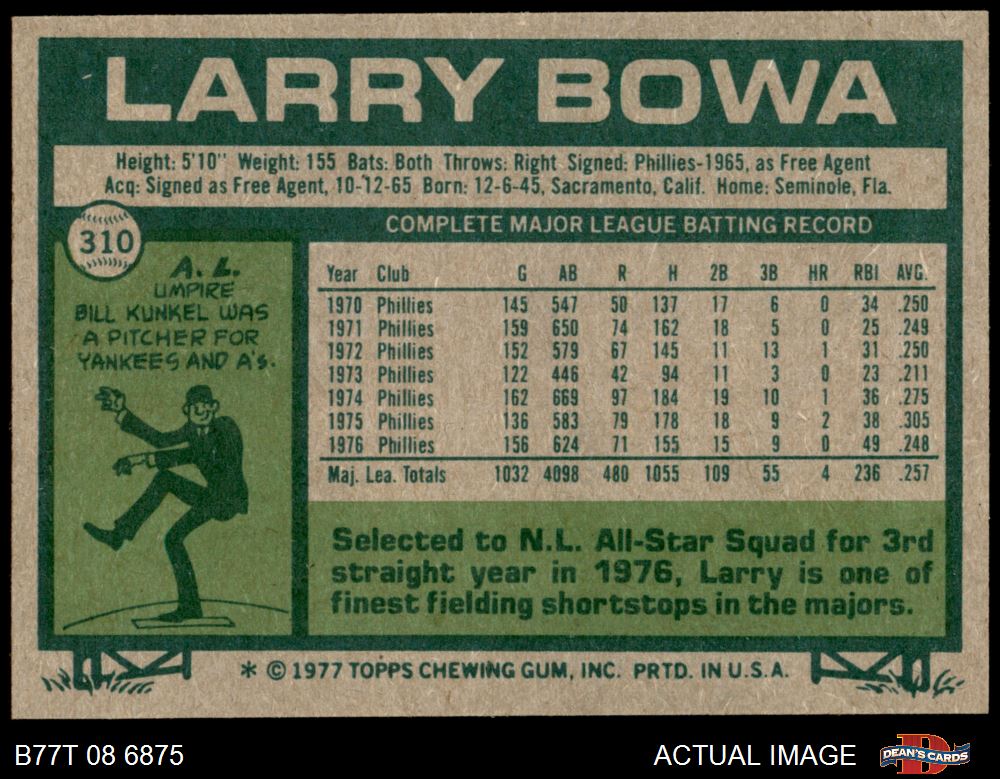 LARRY BOWA
Height: 5'10" Weight: 155 Bats: Both Throws: Right Signed: Phillies-1965, as Free Agent
Acq: Signed as Free Agent, 10-12-65 Born: 12-6-45, Sacramento, Calif. Home: Seminole, Fla.
310
A. L.
UMPIRE
BILL KUNKEL WAS
A PITCHER FOR
YANKEES AND A's.
COMPLETE MAJOR LEAGUE BATTING RECORD
Year Club G AB R H 2B 3B HR RBI AVG.
1970 Phillies 145 547 50 137 17 6 0 34 .250
1971 Phillies 159 650 74 162 18 5 0 25 .249
1972 Phillies 152 579 67 145 11 13 1 31 .250
1973 Phillies 122 446 42 94 11 3 0 23 .211
1974 Phillies 162 669 97 184 19 10 1 36 .275
1975 Phillies 136 583 79 178 18 9 2 38 .305
1976 Phillies 156 624 71 155 15 9 0 49 .248
Maj. Lea. Totals 1032 4098 480 1055 109 55 4 236 .257
Selected to N.L. All-Star Squad for 3rd
straight year in 1976, Larry is one of
finest fielding shortstops in the majors.
* © 1977 TOPPS CHEWING GUM, INC. PRTD. IN U.S.A.
B77T 08 6875 ACTUAL IMAGE DEAN'S CARDS